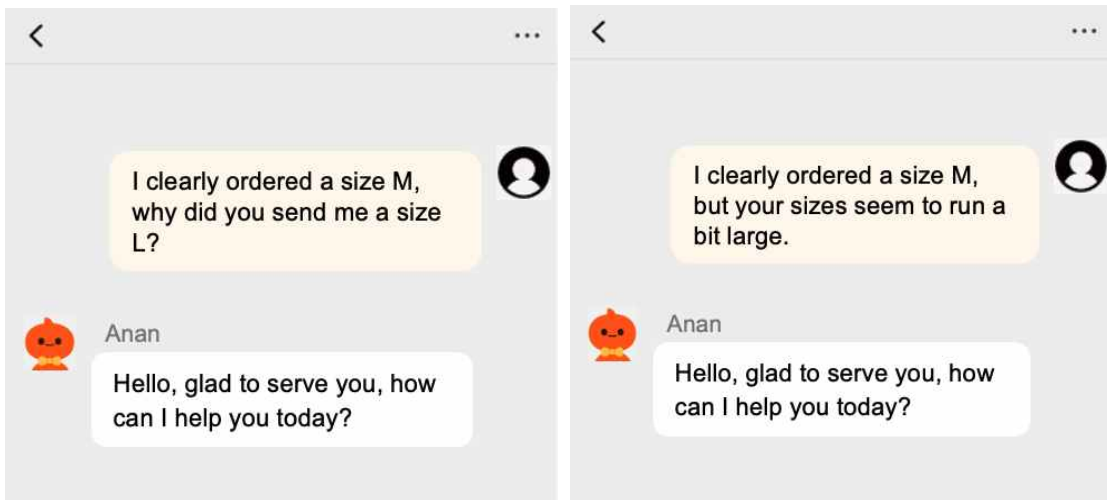 I clearly ordered a size M,
why did you send me a size
L?
Anan
Hello, glad to serve you, how
can I help you today?
I clearly ordered a size M,
but your sizes seem to run a
bit large.
Anan
Hello, glad to serve you, how
can I help you today?